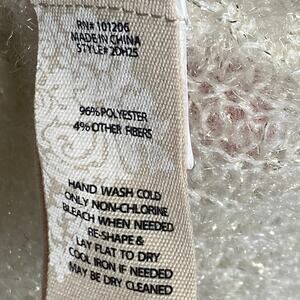 RN# 101206
MADE IN CHINA
STYLE# 2DH25
96% POLYESTER
4% OTHER FIBERS
HAND WASH COLD
ONLY NON-CHLORINE
BLEACH WHEN NEEDED
RE-SHAPE &
LAY FLAT TO DRY
COOL IRON IF NEEDED
MAY BE DRY CLEANED